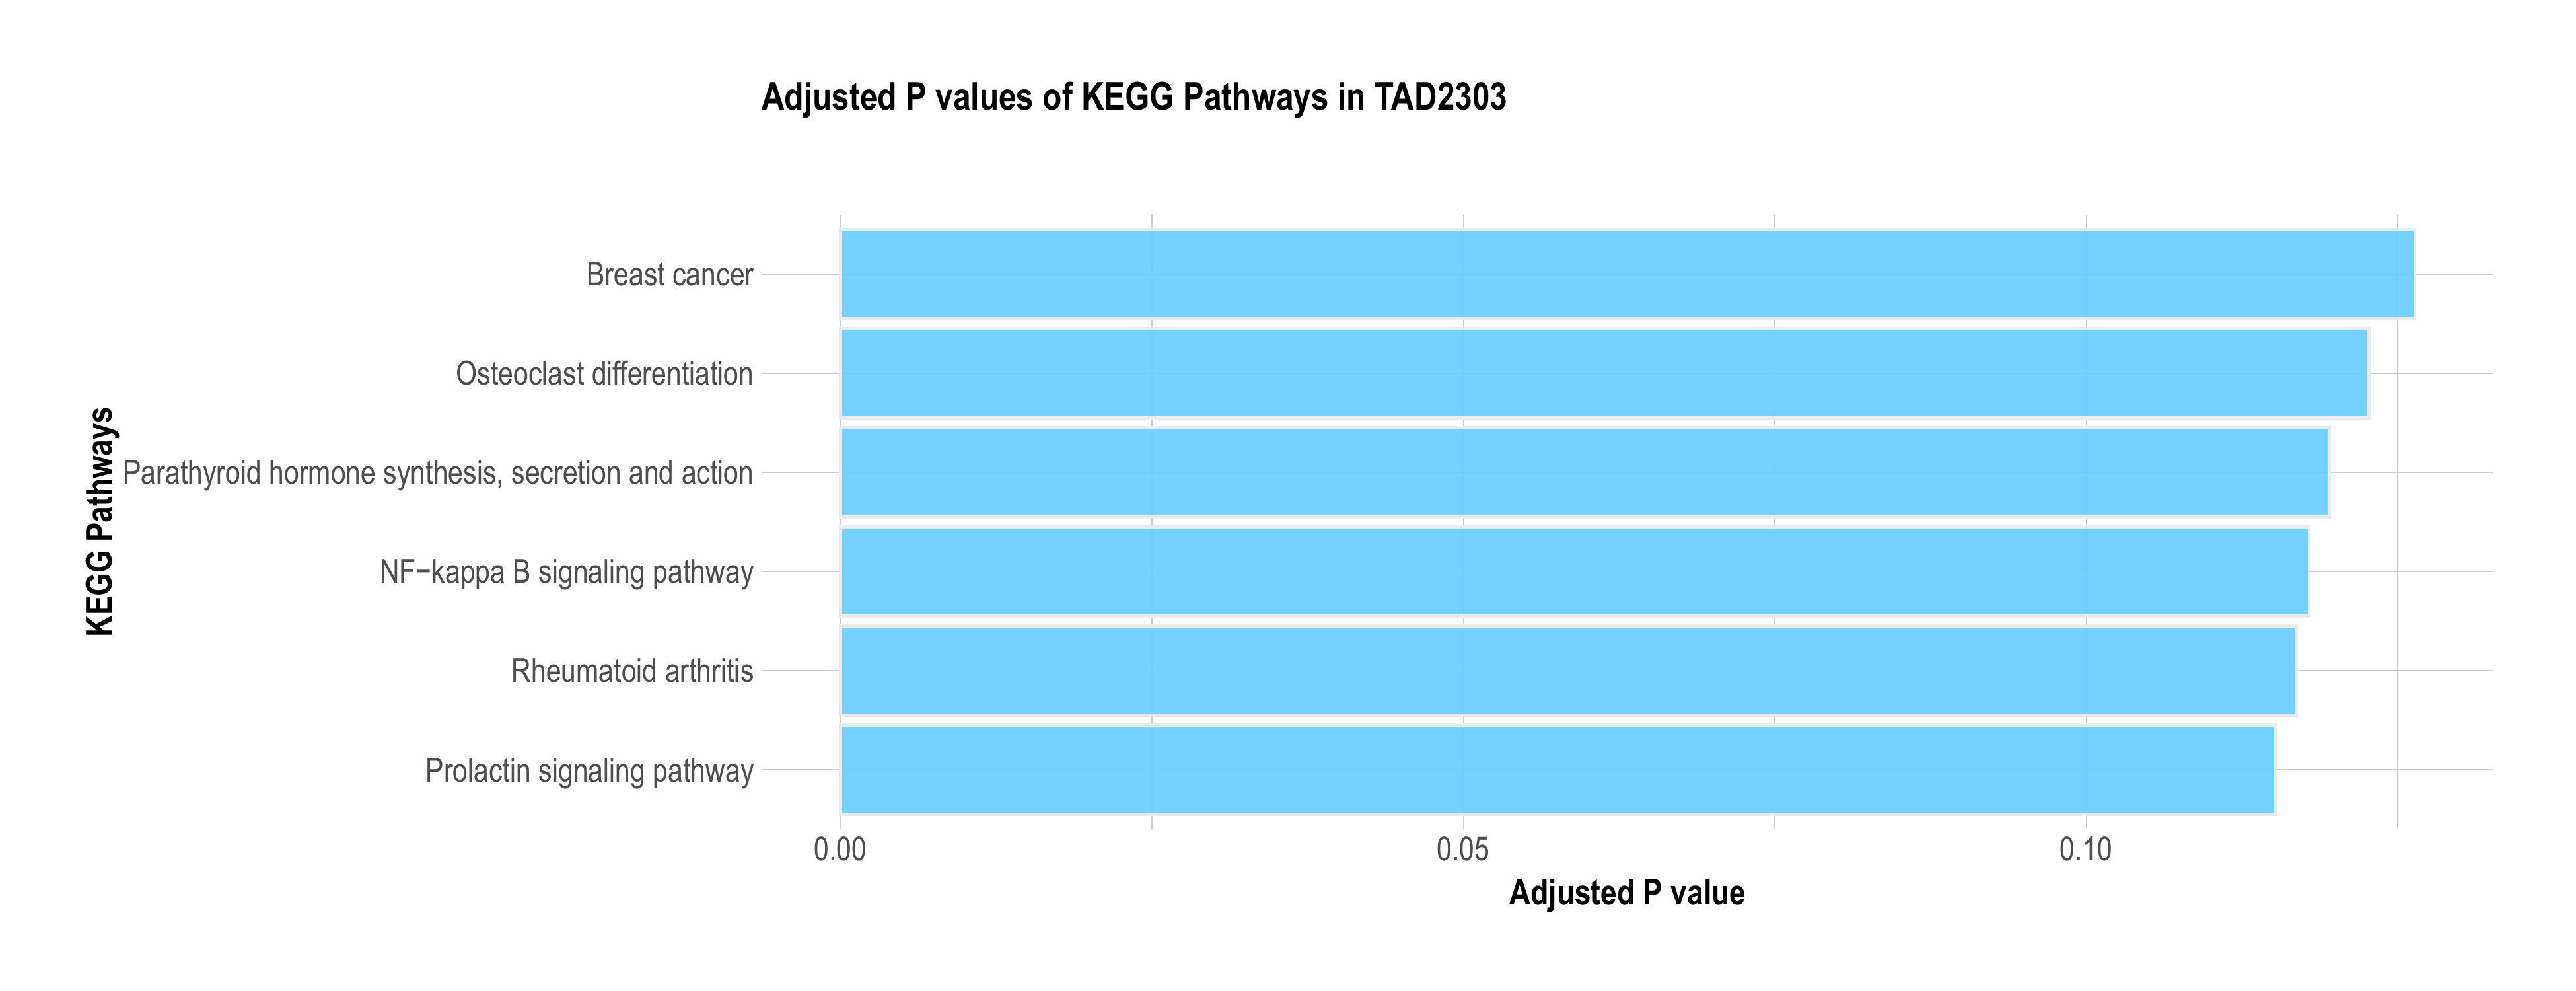 Adjusted P values of KEGG Pathways in TAD2303
KEGG Pathways
Breast cancer
Osteoclast differentiation
Parathyroid hormone synthesis, secretion and action
NF−kappa B signaling pathway
Rheumatoid arthritis
Prolactin signaling pathway
0.00 0.05 0.10
Adjusted P value